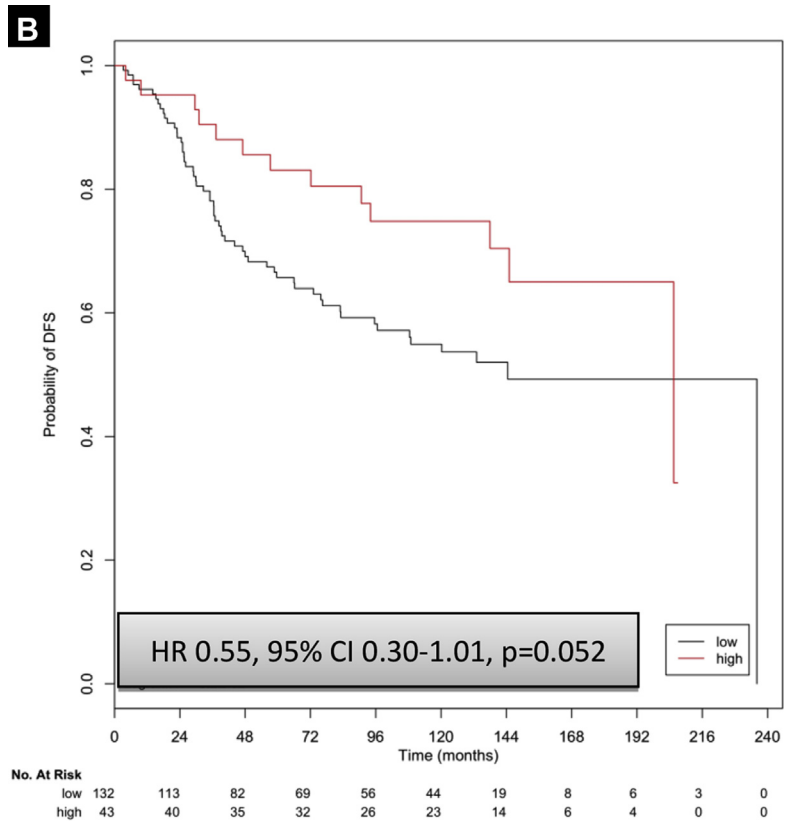 B
1.0
0.8
0.6
0.4
0.2
0.0
Probability of DFS
HR 0.55, 95% CI 0.30-1.01, p=0.052
low
high
0 24 48 72 96 120 144 168 192 216 240
Time (months)
No. At Risk
low 132 113 82 69 56 44 19 8 6 3 0
high 43 40 35 32 26 23 14 6 4 0 0